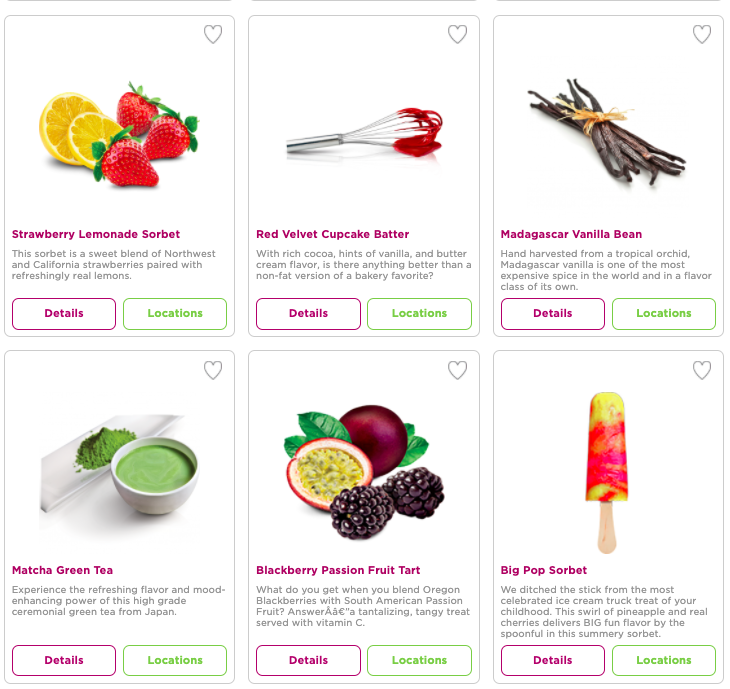 Strawberry Lemonade Sorbet
This sorbet is a sweet blend of Northwest
and California strawberries paired with
refreshingly real lemons.
Details
Locations
Red Velvet Cupcake Batter
With rich cocoa, hints of vanilla, and butter
cream flavor, is there anything better than a
non-fat version of a bakery favorite?
Details
Locations
Madagascar Vanilla Bean
Hand harvested from a tropical orchid,
Madagascar vanilla is one of the most
expensive spice in the world and in a flavor
class of its own.
Details
Locations
Matcha Green Tea
Experience the refreshing flavor and mood-
enhancing power of this high grade
ceremonial green tea from Japan.
Details
Locations
Blackberry Passion Fruit Tart
What do you get when you blend Oregon
Blackberries with South American Passion
Fruit? AnswerÂâ€"a tantalizing, tangy treat
served with vitamin C.
Details
Locations
Big Pop Sorbet
We ditched the stick from the most
celebrated ice cream truck treat of your
childhood. This swirl of pineapple and real
cherries delivers BIG fun flavor by the
spoonful in this summery sorbet.
Details
Locations